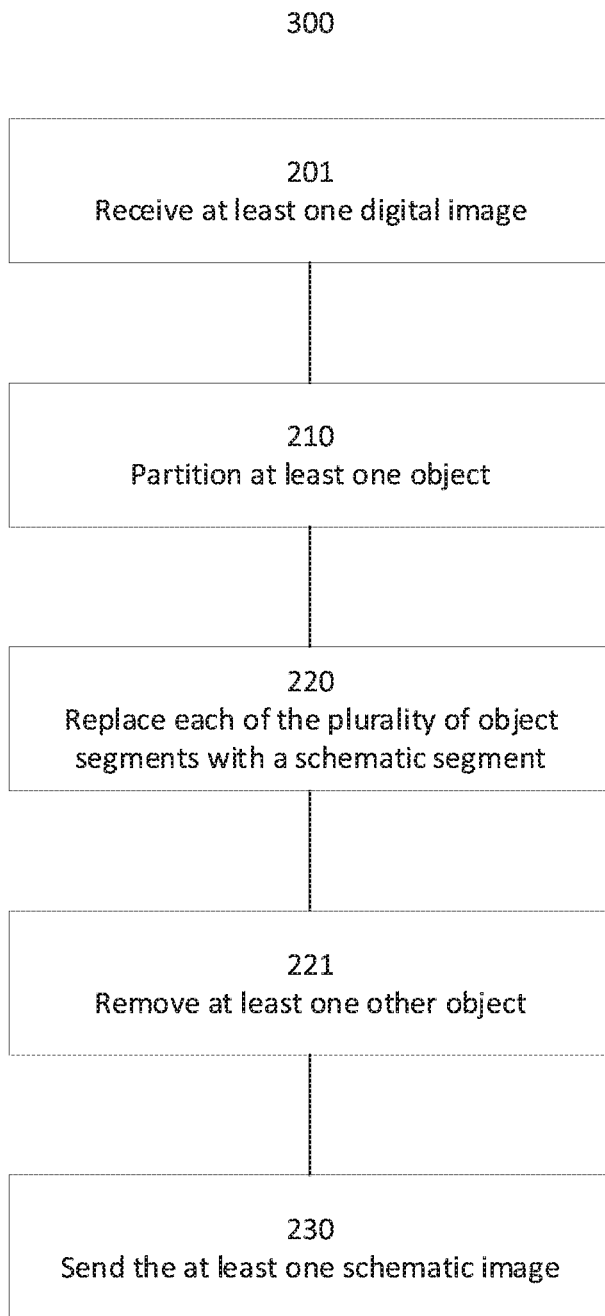 300
201
Receive at least one digital image
210
Partition at least one object
220
Replace each of the plurality of object
segments with a schematic segment
221
Remove at least one other object
230
Send the at least one schematic image